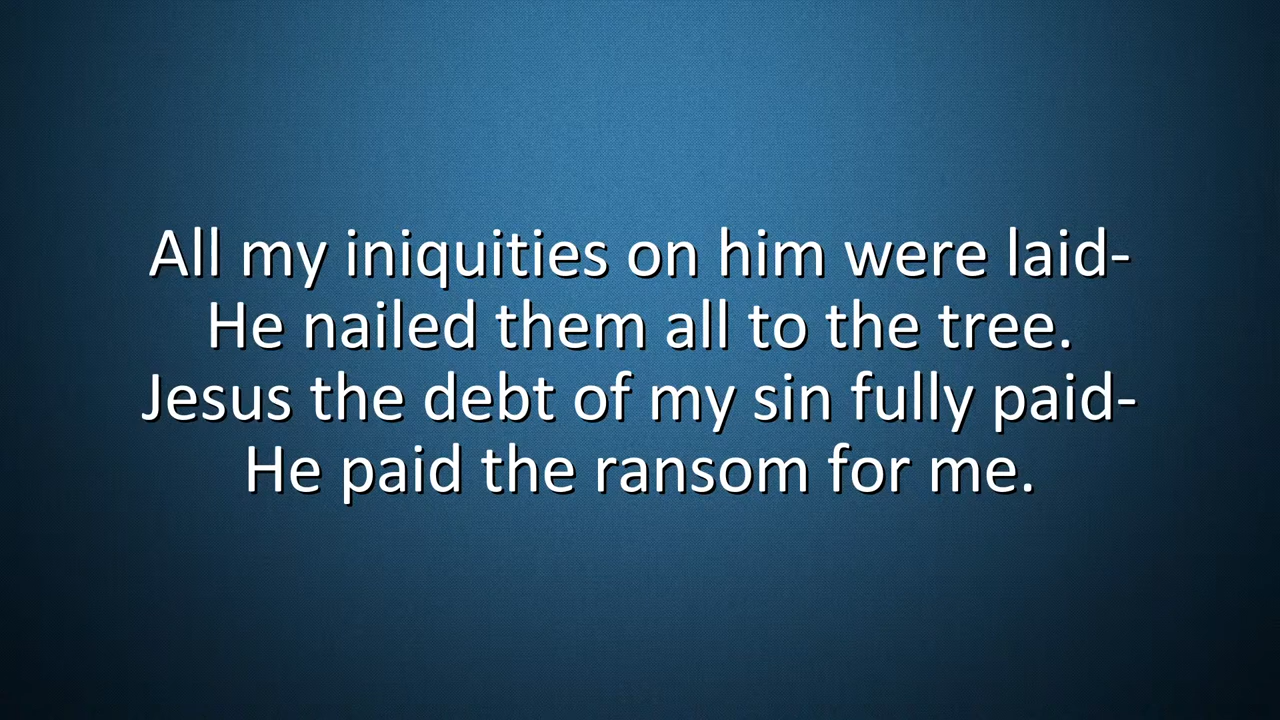 All my iniquities on him were laid-
He nailed them all to the tree.
Jesus the debt of my sin fully paid-
He paid the ransom for me.